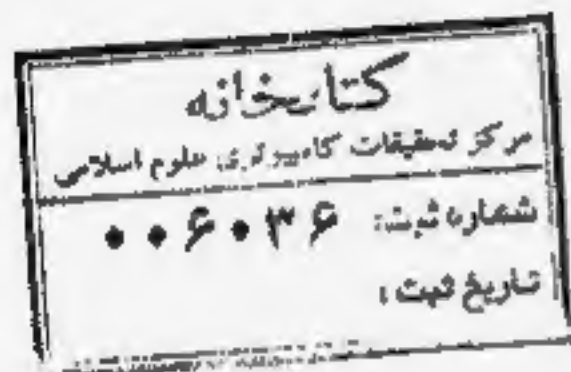 کتابخانه
مرکز تحقیقات کامپیوتری علوم اسلامی
شماره ثبت: ۰۰۶۰۳۶
تاریخ ثبت: